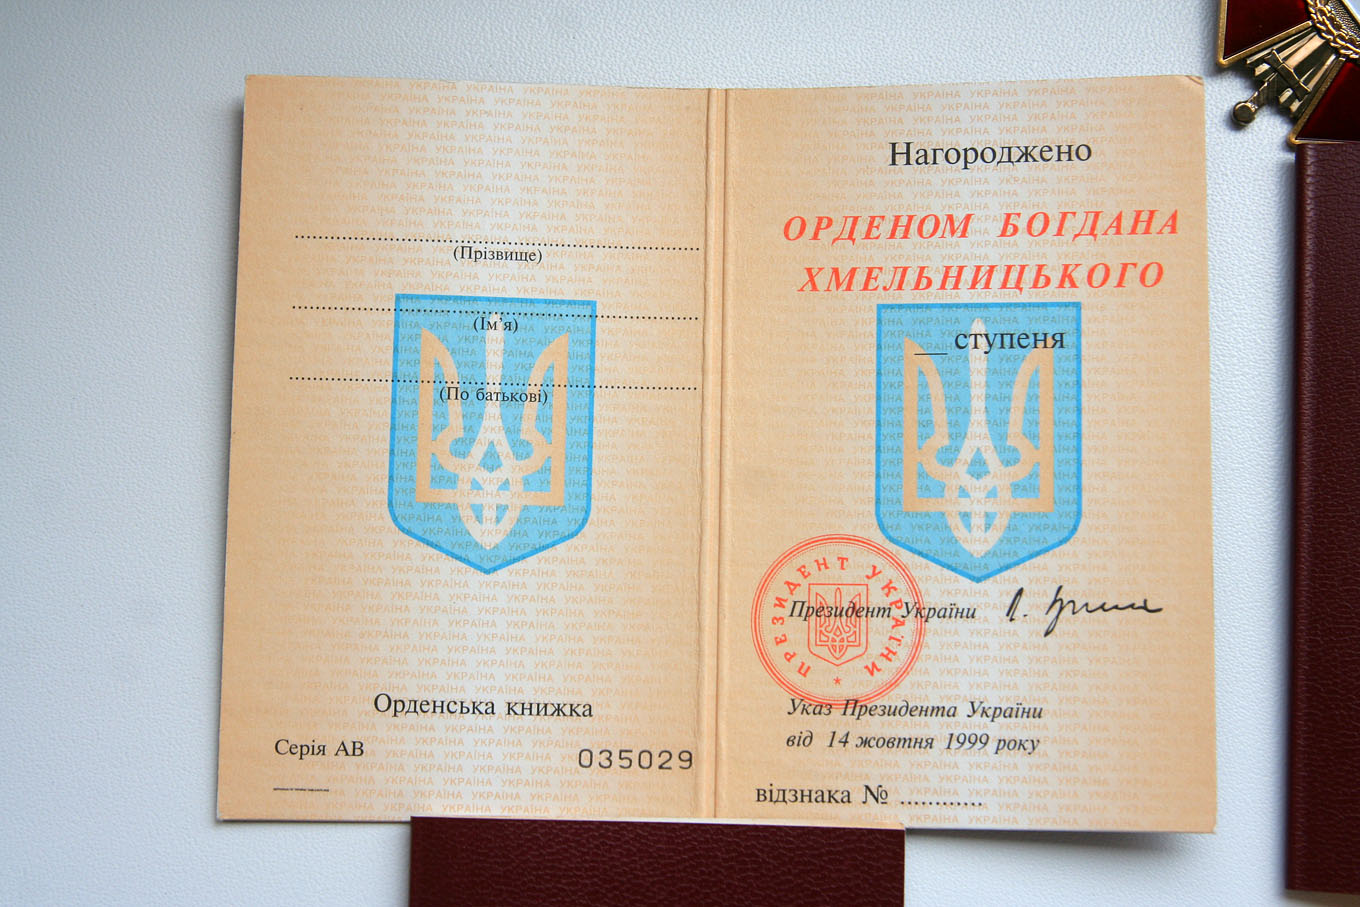 (Прізвище)
(Ім’я)
(По батькові)
Орденська книжка
Серія АВ
035029
Нагороджено
ОРДЕНОМ БОГДАНА
ХМЕЛЬНИЦЬКОГО
__ ступеня
ПРЕЗИДЕНТ УКРАЇНИ
Президент України
Указ Президента України
від 14 жовтня 1999 року
відзнака № ............